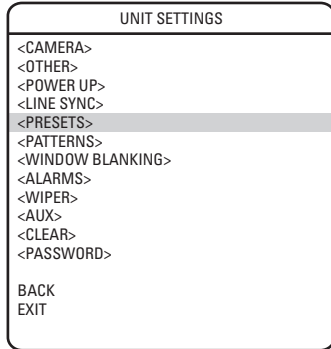 UNIT SETTINGS
<CAMERA>
<OTHER>
<POWER UP>
<LINE SYNC>
<PRESETS>
<PATTERNS>
<WINDOW BLANKING>
<ALARMS>
<WIPER>
<AUX>
<CLEAR>
<PASSWORD>
BACK
EXIT